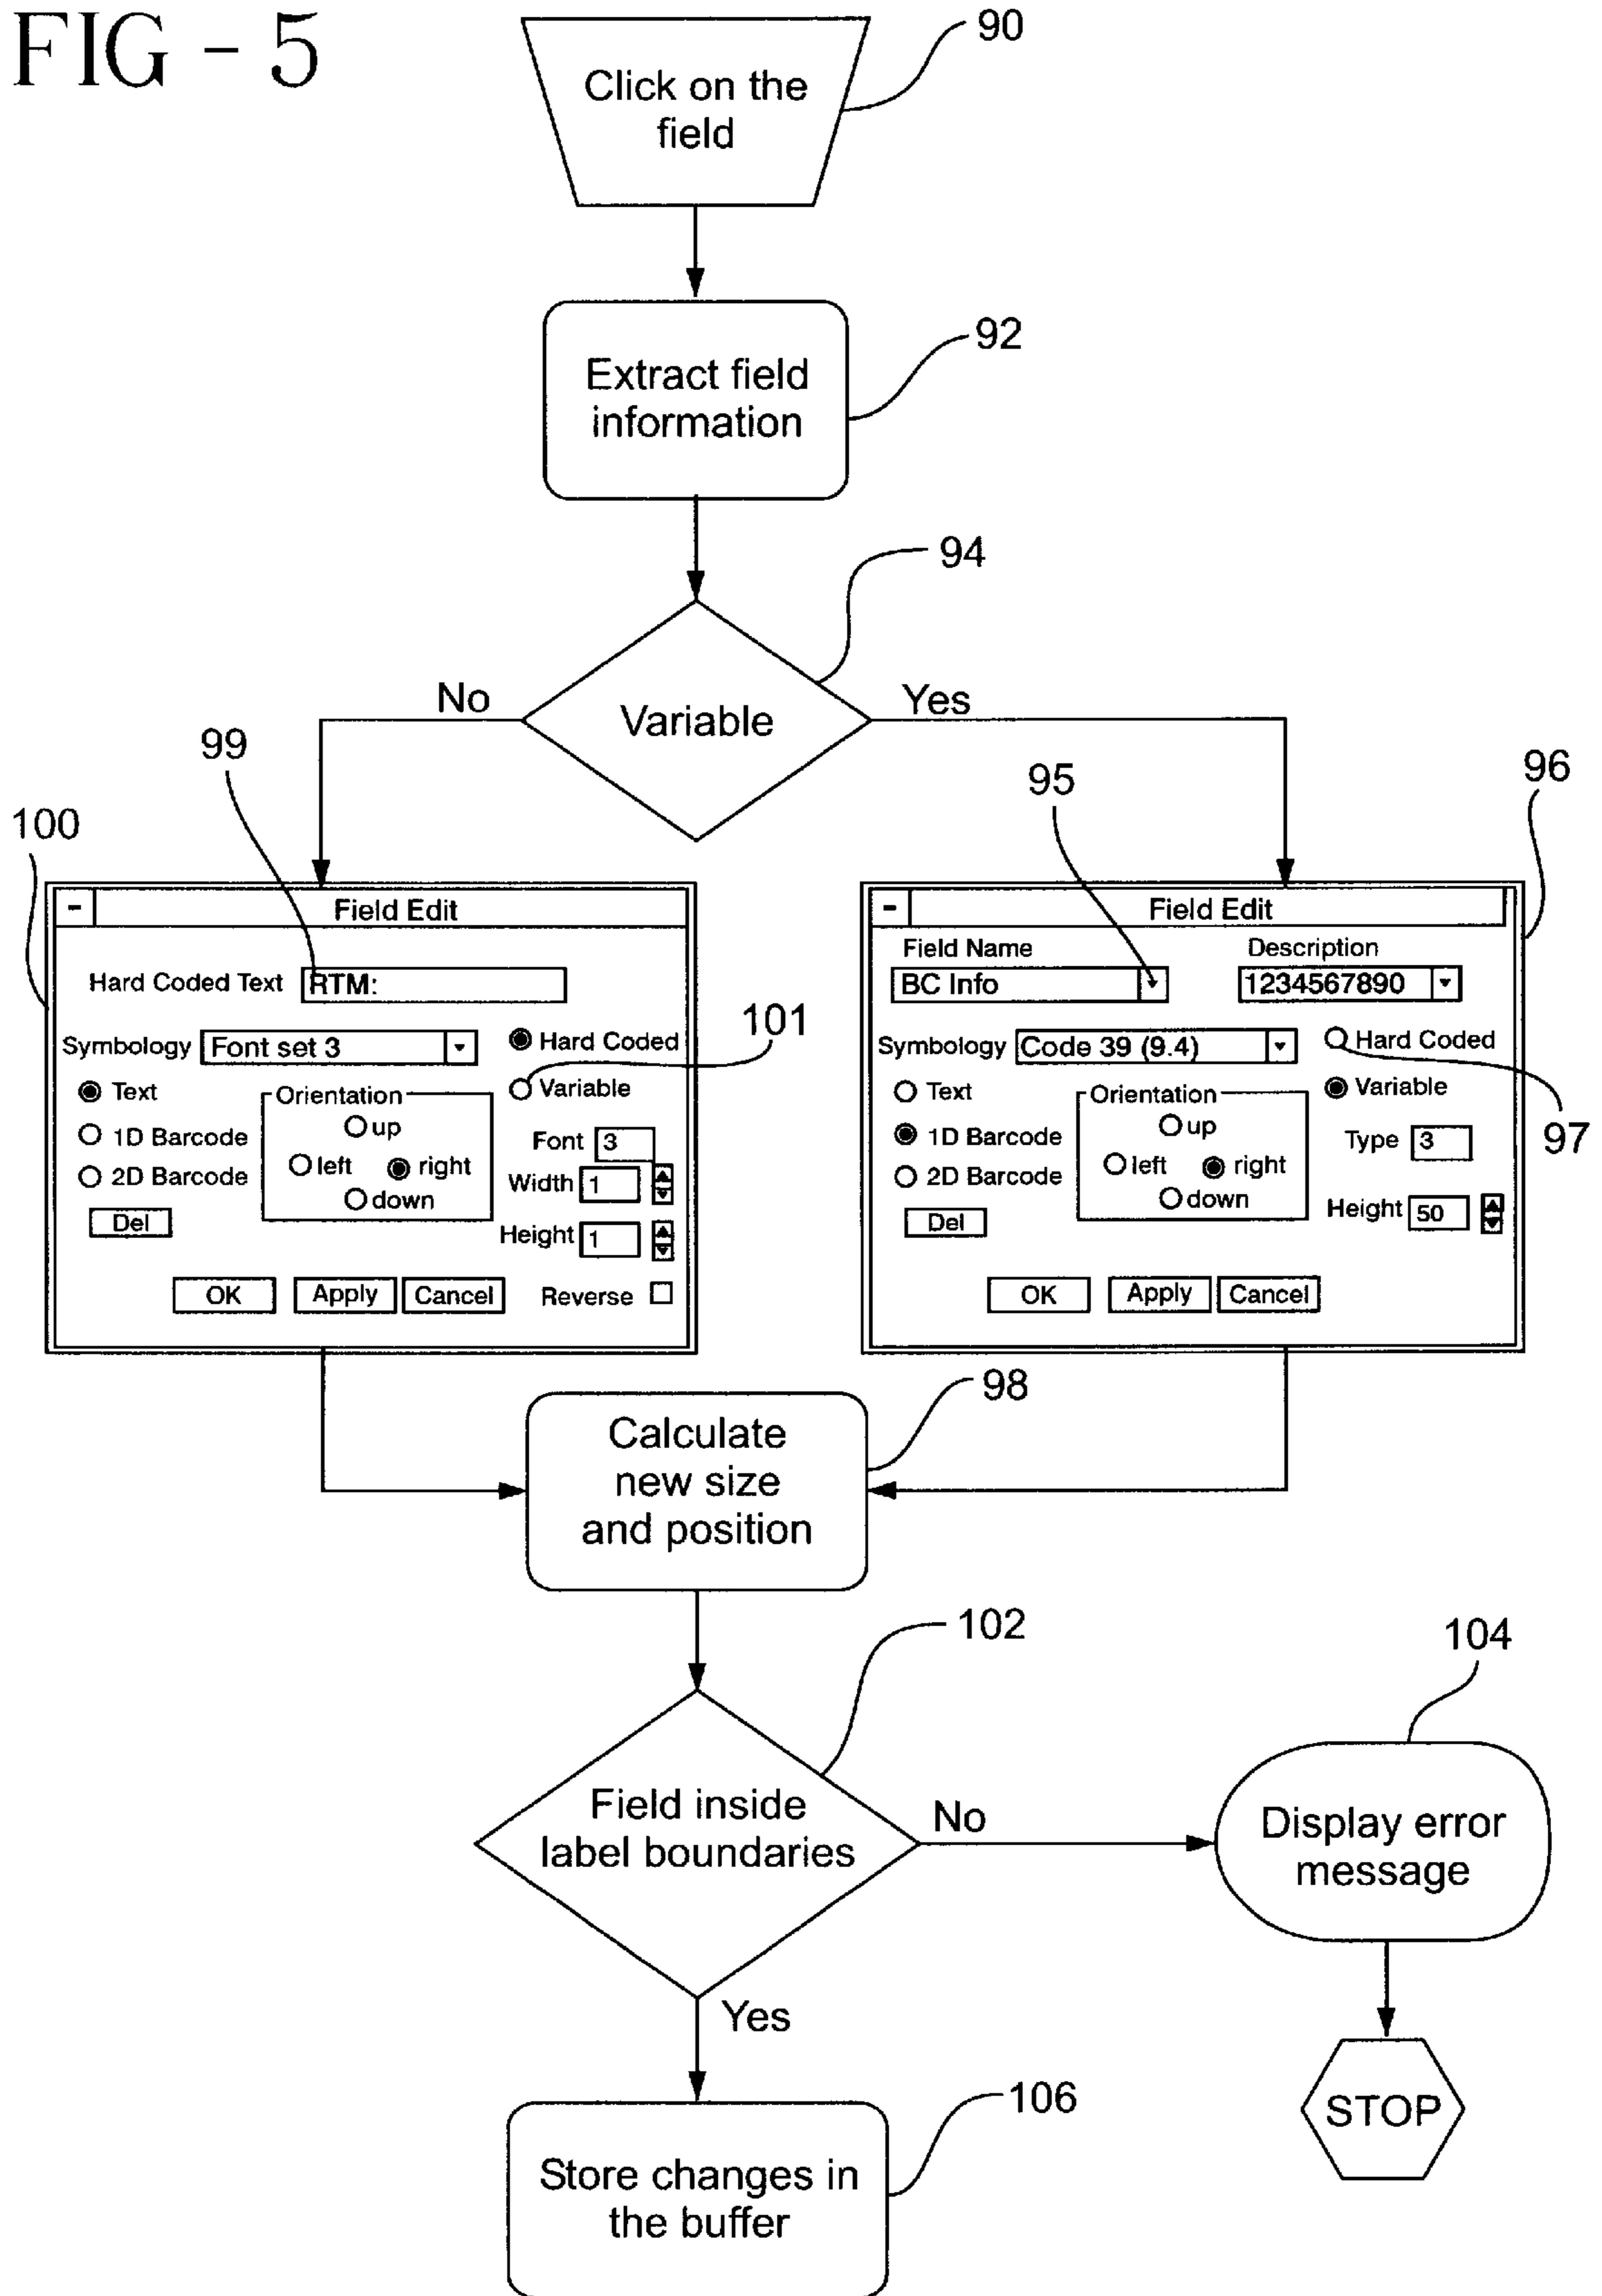 FIG - 5
90
Click on the
field
92
Extract field
information
94
No
Variable
Yes
99
95
96
100
- Field Edit
Hard Coded Text RTM:
101
Symbology Font set 3
Hard Coded
Text
Orientation
Variable
up
1D Barcode
Font 3
left right
2D Barcode
Width 1
down
Del
Height 1
OK Apply Cancel Reverse
- Field Edit
Field Name Description
BC Info 1234567890
Symbology Code 39 (9.4)
Hard Coded
97
Text
Orientation
Variable
up
1D Barcode
Type 3
left right
2D Barcode
down
Height 50
Del
OK Apply Cancel
98
Calculate
new size
and position
102
104
Field inside
label boundaries
No
Display error
message
Yes
STOP
106
Store changes in
the buffer